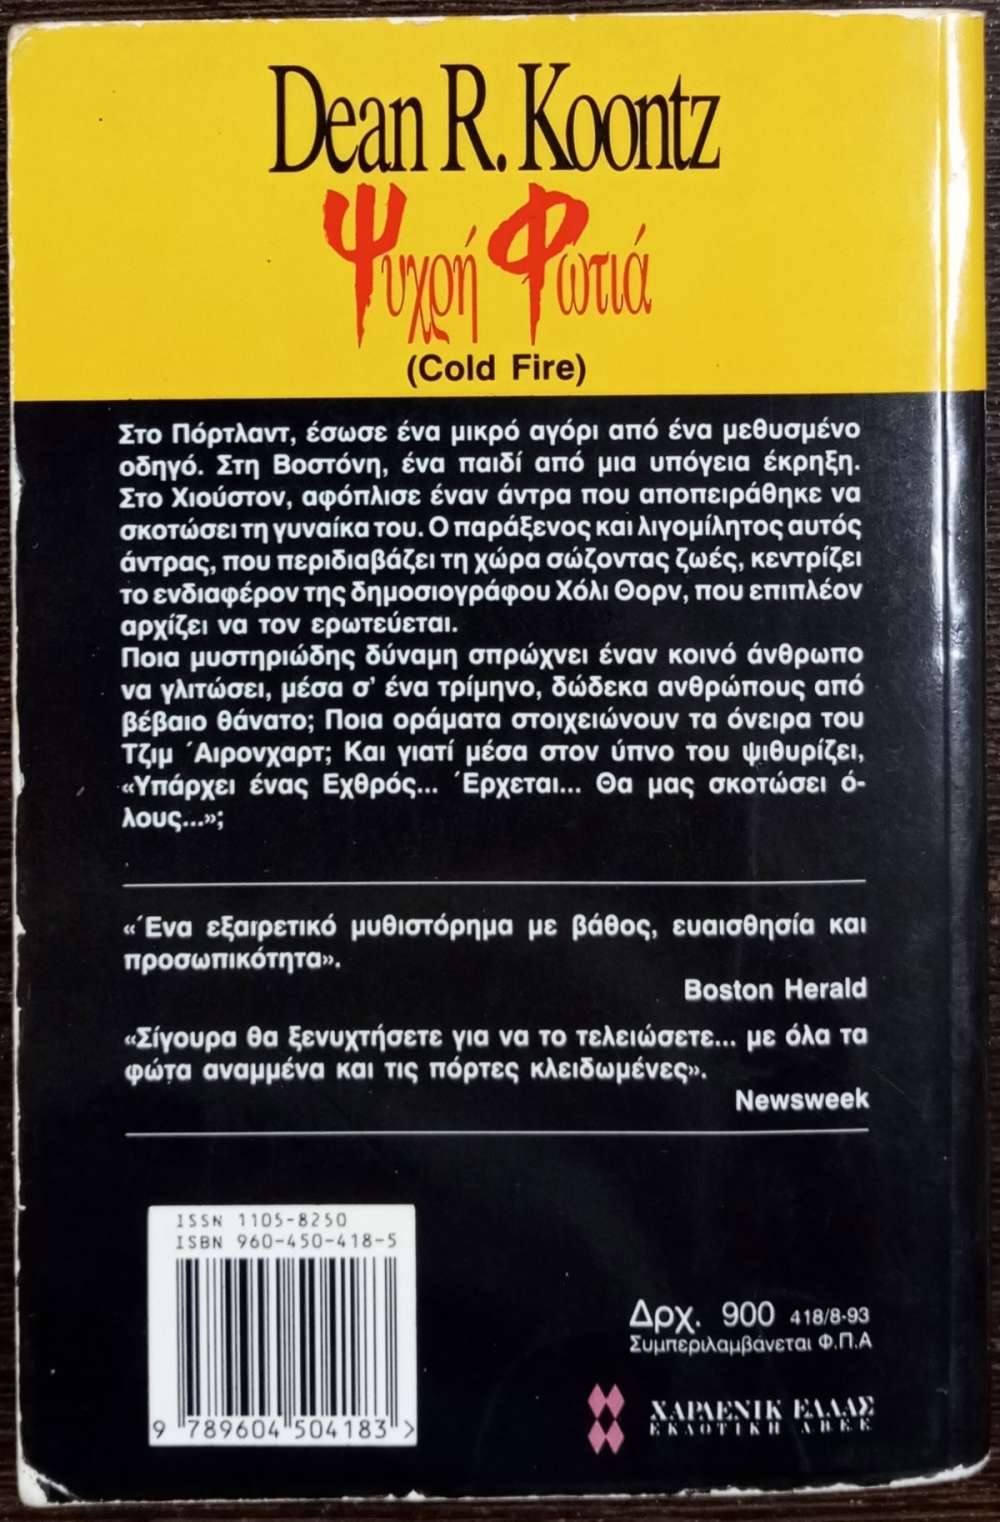 Dean R. Koontz
Ψυχρή Φωτιά
(Cold Fire)
Στο Πόρτλαντ, έσωσε ένα μικρό αγόρι από ένα μεθυσμένο
οδηγό. Στη Βοστόνη, ένα παιδί από μια υπόγεια έκρηξη.
Στο Χιούστον, αφόπλισε έναν άντρα που αποπειράθηκε να
σκοτώσει τη γυναίκα του. Ο παράξενος και λιγομίλητος αυτός
άντρας, που περιδιαβάζει τη χώρα σώζοντας ζωές, κεντρίζει
το ενδιαφέρον της δημοσιογράφου Χόλι Θορν, που επιπλέον
αρχίζει να τον ερωτεύεται.
Ποια μυστηριώδης δύναμη σπρώχνει έναν κοινό άνθρωπο
να γλιτώσει, μέσα σ' ένα τρίμηνο, δώδεκα ανθρώπους από
βέβαιο θάνατο; Ποια οράματα στοιχειώνουν τα όνειρα του
Τζιμ Άιρονχαρτ; Και γιατί μέσα στον ύπνο του ψιθυρίζει,
«Υπάρχει ένας Εχθρός... Έρχεται... Θα μας σκοτώσει ό-
λους...»;
«Ένα εξαιρετικό μυθιστόρημα με βάθος, ευαισθησία και
προσωπικότητα».
Boston Herald
«Σίγουρα θα ξενυχτήσετε για να το τελειώσετε... με όλα τα
φώτα αναμμένα και τις πόρτες κλειδωμένες».
Newsweek
ISSN 1105-8250
ISBN 960-450-418-5
9 789604 504183 >
Δρχ. 900 418/8-93
Συμπεριλαμβάνεται Φ.Π.Α
ΧΑΡΛΕΝΙΚ ΕΛΛΑΣ
ΕΚΔΟΤΙΚΗ ΑΒΕΕ